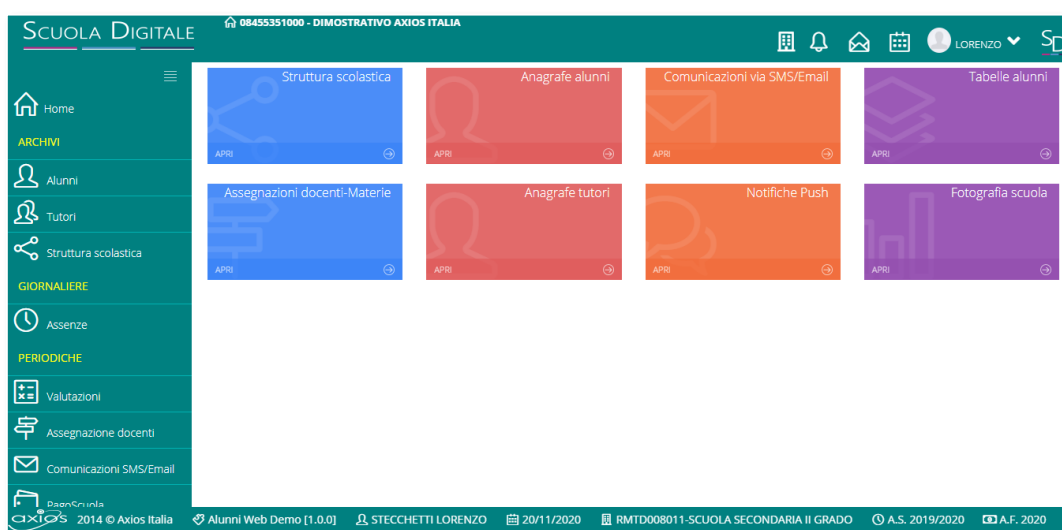 SCUOLA DIGITALE
08455351000 - DIMOSTRATIVO AXIOS ITALIA
LORENZO
SD
Home
ARCHIVI
Alunni
Tutori
Struttura scolastica
GIORNALIERE
Assenze
PERIODICHE
Valutazioni
Assegnazione docenti
Comunicazioni SMS/Email
PagoScuola
Struttura scolastica
APRI
Anagrafe alunni
APRI
Comunicazioni via SMS/Email
APRI
Tabelle alunni
APRI
Assegnazioni docenti-Materie
APRI
Anagrafe tutori
APRI
Notifiche Push
APRI
Fotografia scuola
APRI
axios 2014 © Axios Italia Alunni Web Demo [1.0.0] STECCHETTI LORENZO 20/11/2020 RMTD008011-SCUOLA SECONDARIA II GRADO A.S. 2019/2020 A.F. 2020